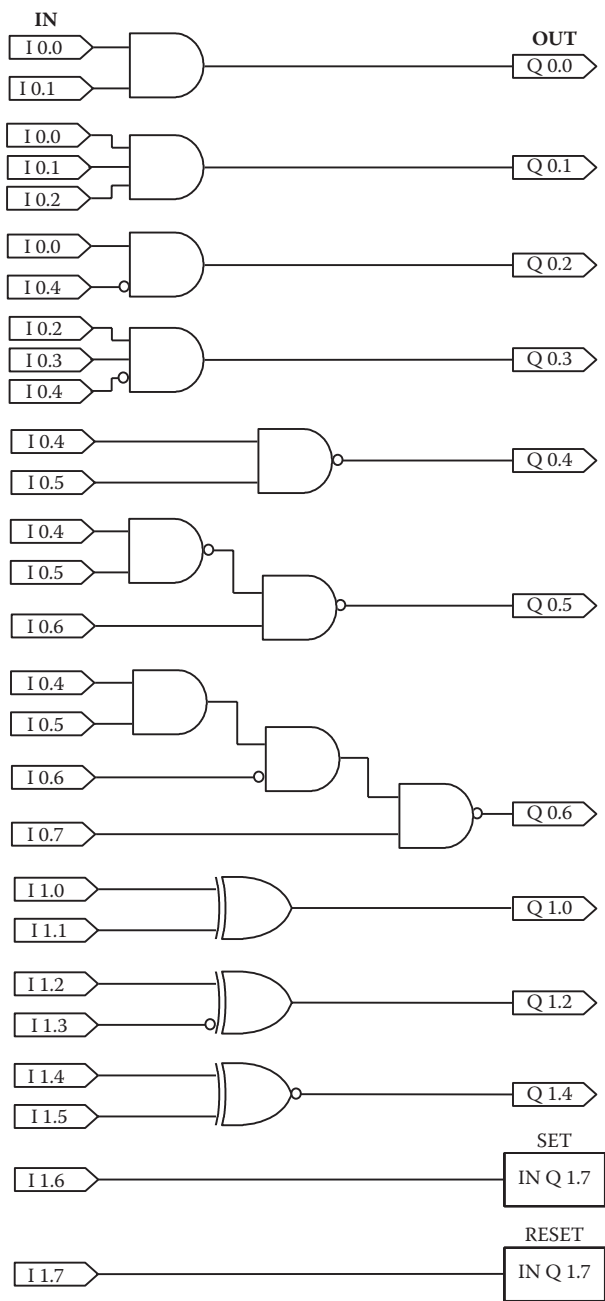 IN
OUT
I 0.0
Q 0.0
I 0.1
I 0.0
I 0.1
Q 0.1
I 0.2
I 0.0
Q 0.2
I 0.4
I 0.2
I 0.3
Q 0.3
I 0.4
I 0.4
Q 0.4
I 0.5
I 0.4
I 0.5
Q 0.5
I 0.6
I 0.4
I 0.5
I 0.6
Q 0.6
I 0.7
I 1.0
Q 1.0
I 1.1
I 1.2
Q 1.2
I 1.3
I 1.4
Q 1.4
I 1.5
SET
I 1.6
IN Q 1.7
RESET
I 1.7
IN Q 1.7